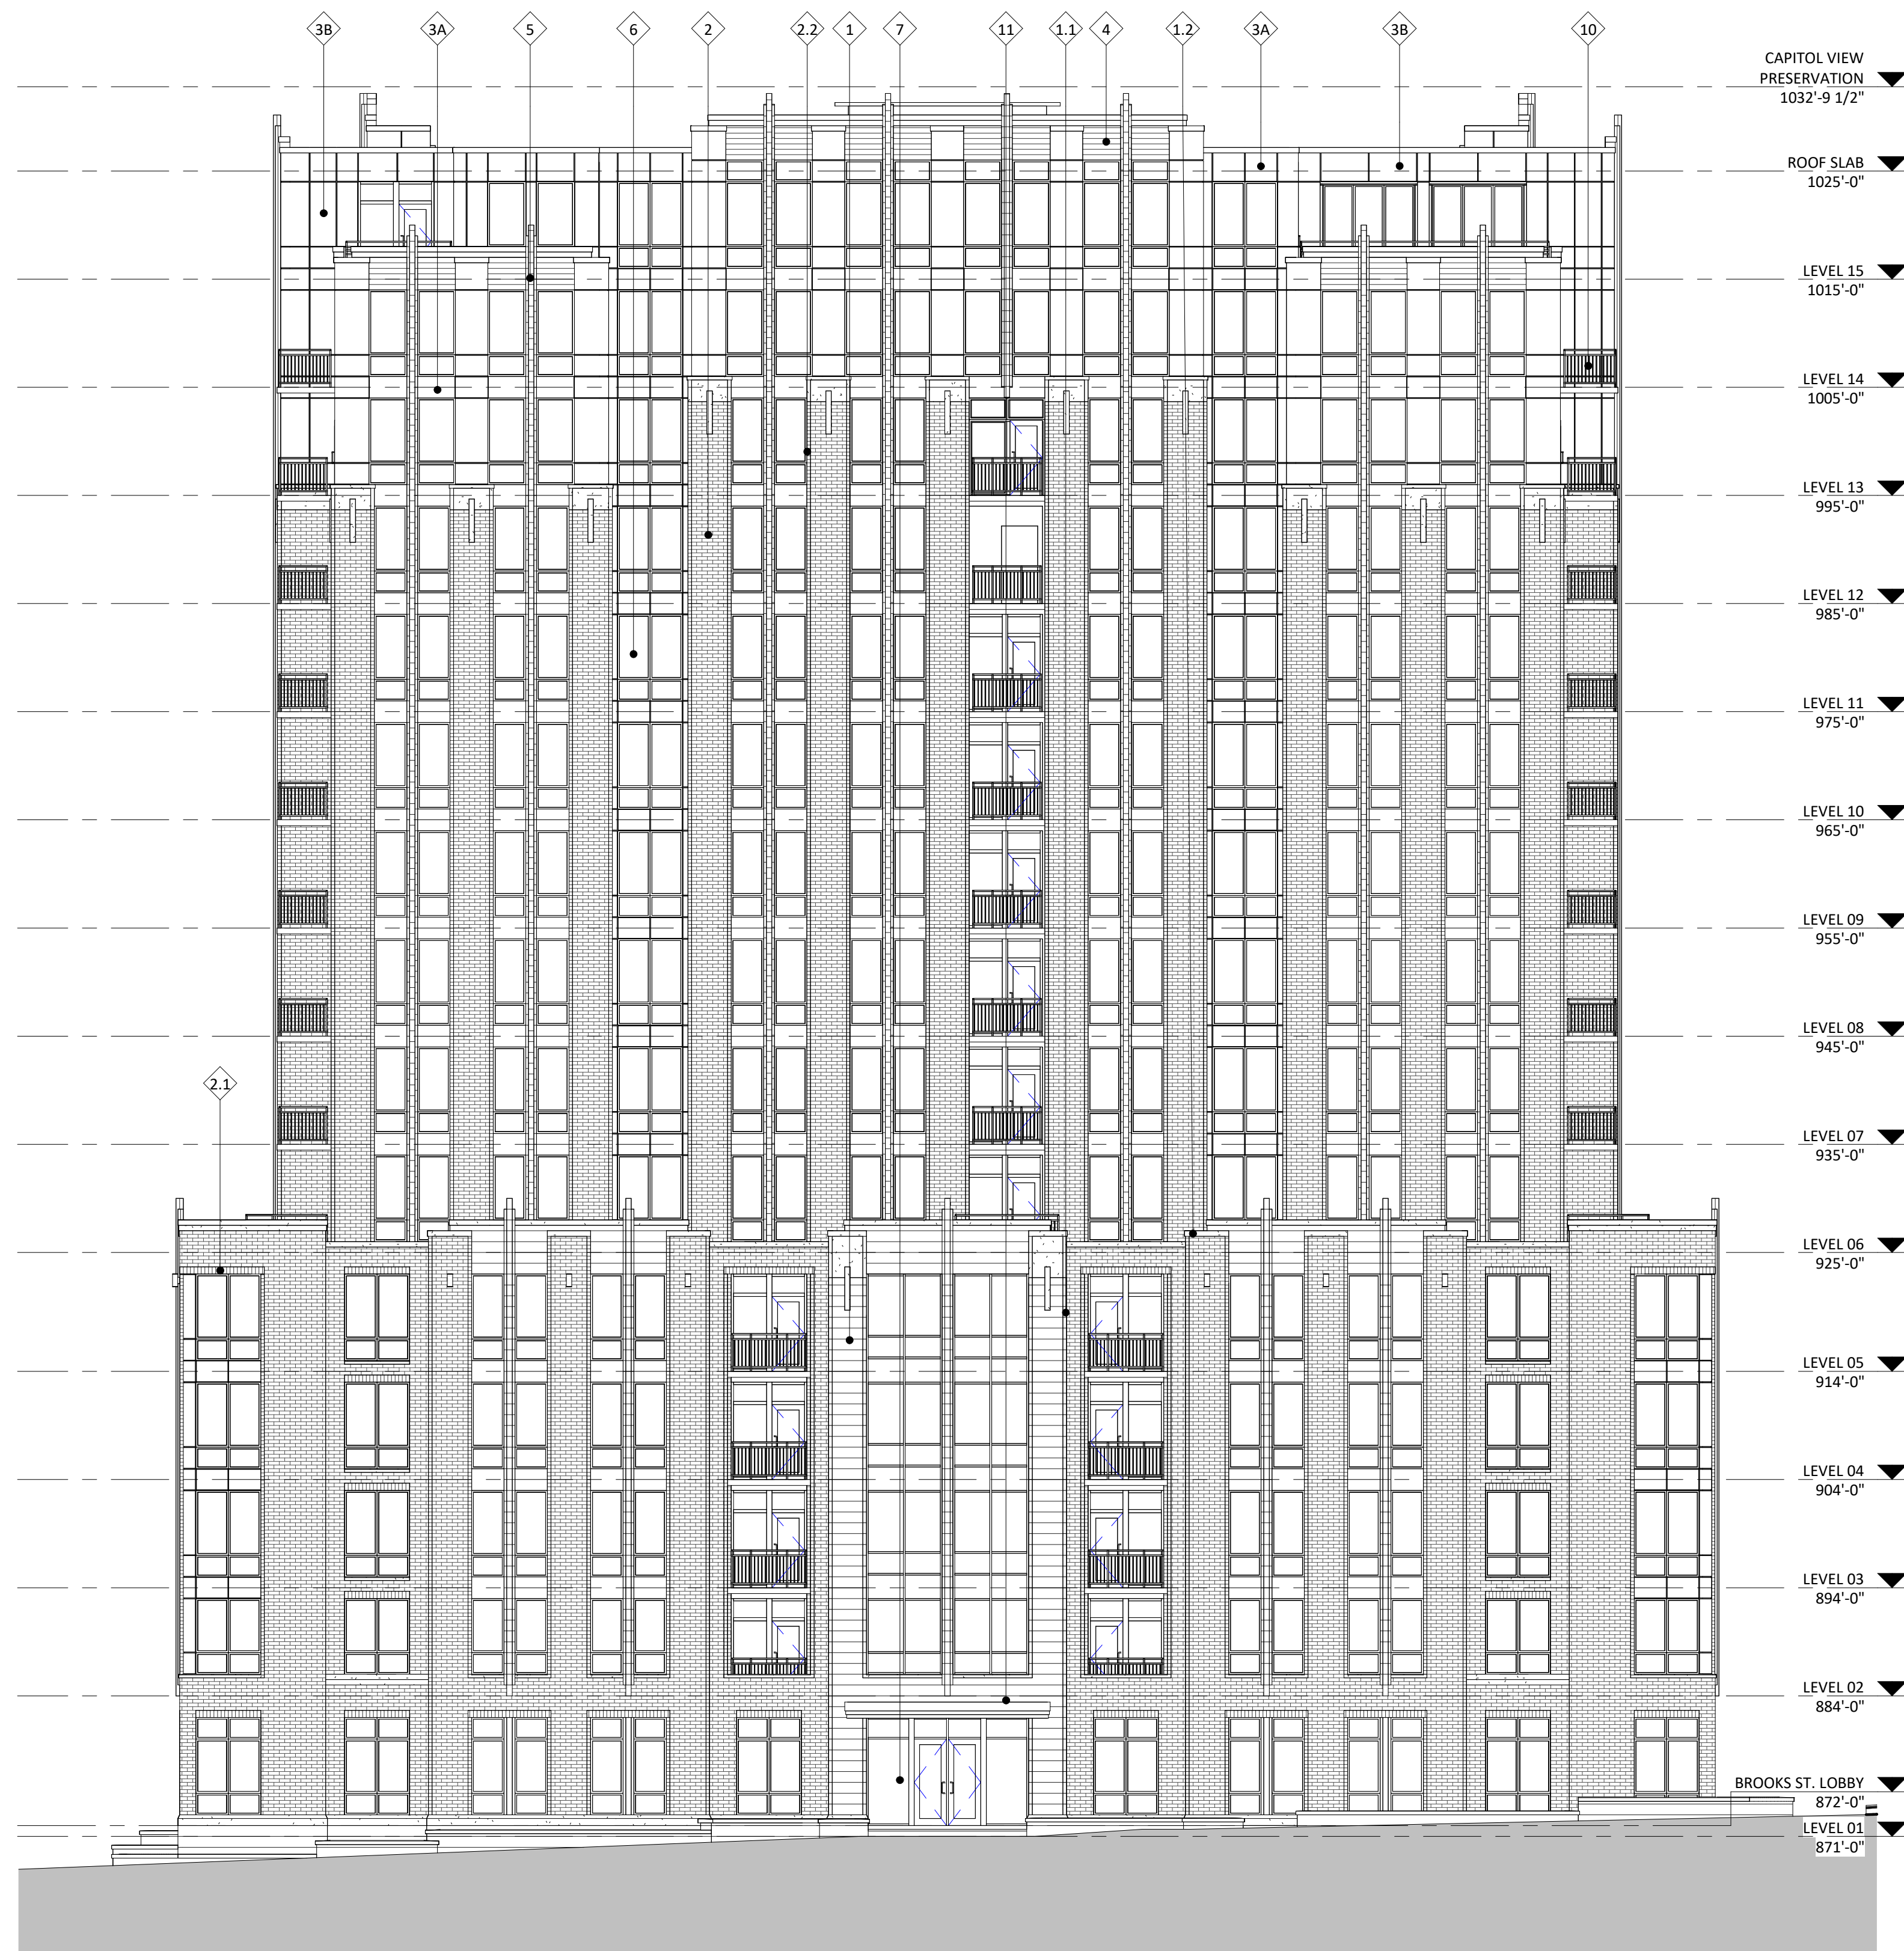 3B 3A 5 6 2 2.2 1 7 11 1.1 4 1.2 3A 3B 10
CAPITOL VIEW
PRESERVATION
1032'-9 1/2"
ROOF SLAB
1025'-0"
LEVEL 15
1015'-0"
LEVEL 14
1005'-0"
LEVEL 13
995'-0"
LEVEL 12
985'-0"
LEVEL 11
975'-0"
LEVEL 10
965'-0"
LEVEL 09
955'-0"
LEVEL 08
945'-0"
2.1
LEVEL 07
935'-0"
LEVEL 06
925'-0"
LEVEL 05
914'-0"
LEVEL 04
904'-0"
LEVEL 03
894'-0"
LEVEL 02
884'-0"
BROOKS ST. LOBBY
872'-0"
LEVEL 01
871'-0"